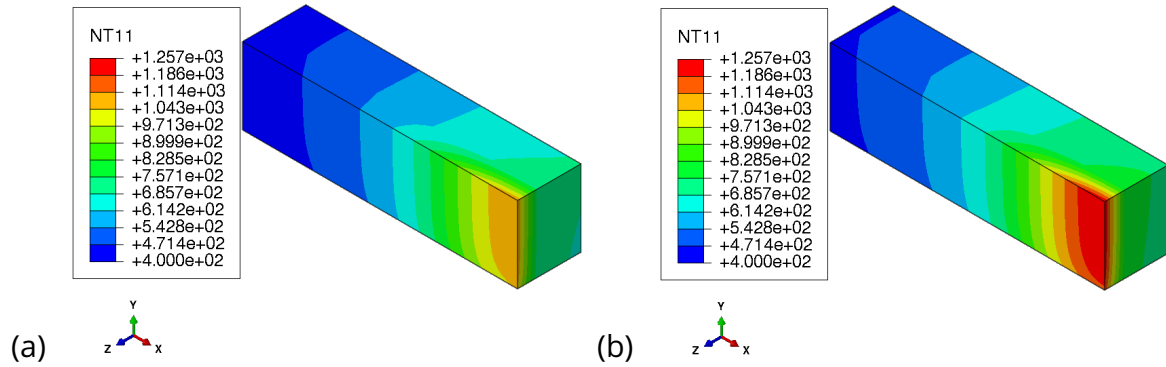 NT11
+1.257e+03
+1.186e+03
+1.114e+03
+1.043e+03
+9.713e+02
+8.999e+02
+8.285e+02
+7.571e+02
+6.857e+02
+6.142e+02
+5.428e+02
+4.714e+02
+4.000e+02
Y
Z X
(a)
NT11
+1.257e+03
+1.186e+03
+1.114e+03
+1.043e+03
+9.713e+02
+8.999e+02
+8.285e+02
+7.571e+02
+6.857e+02
+6.142e+02
+5.428e+02
+4.714e+02
+4.000e+02
Y
Z X
(b)